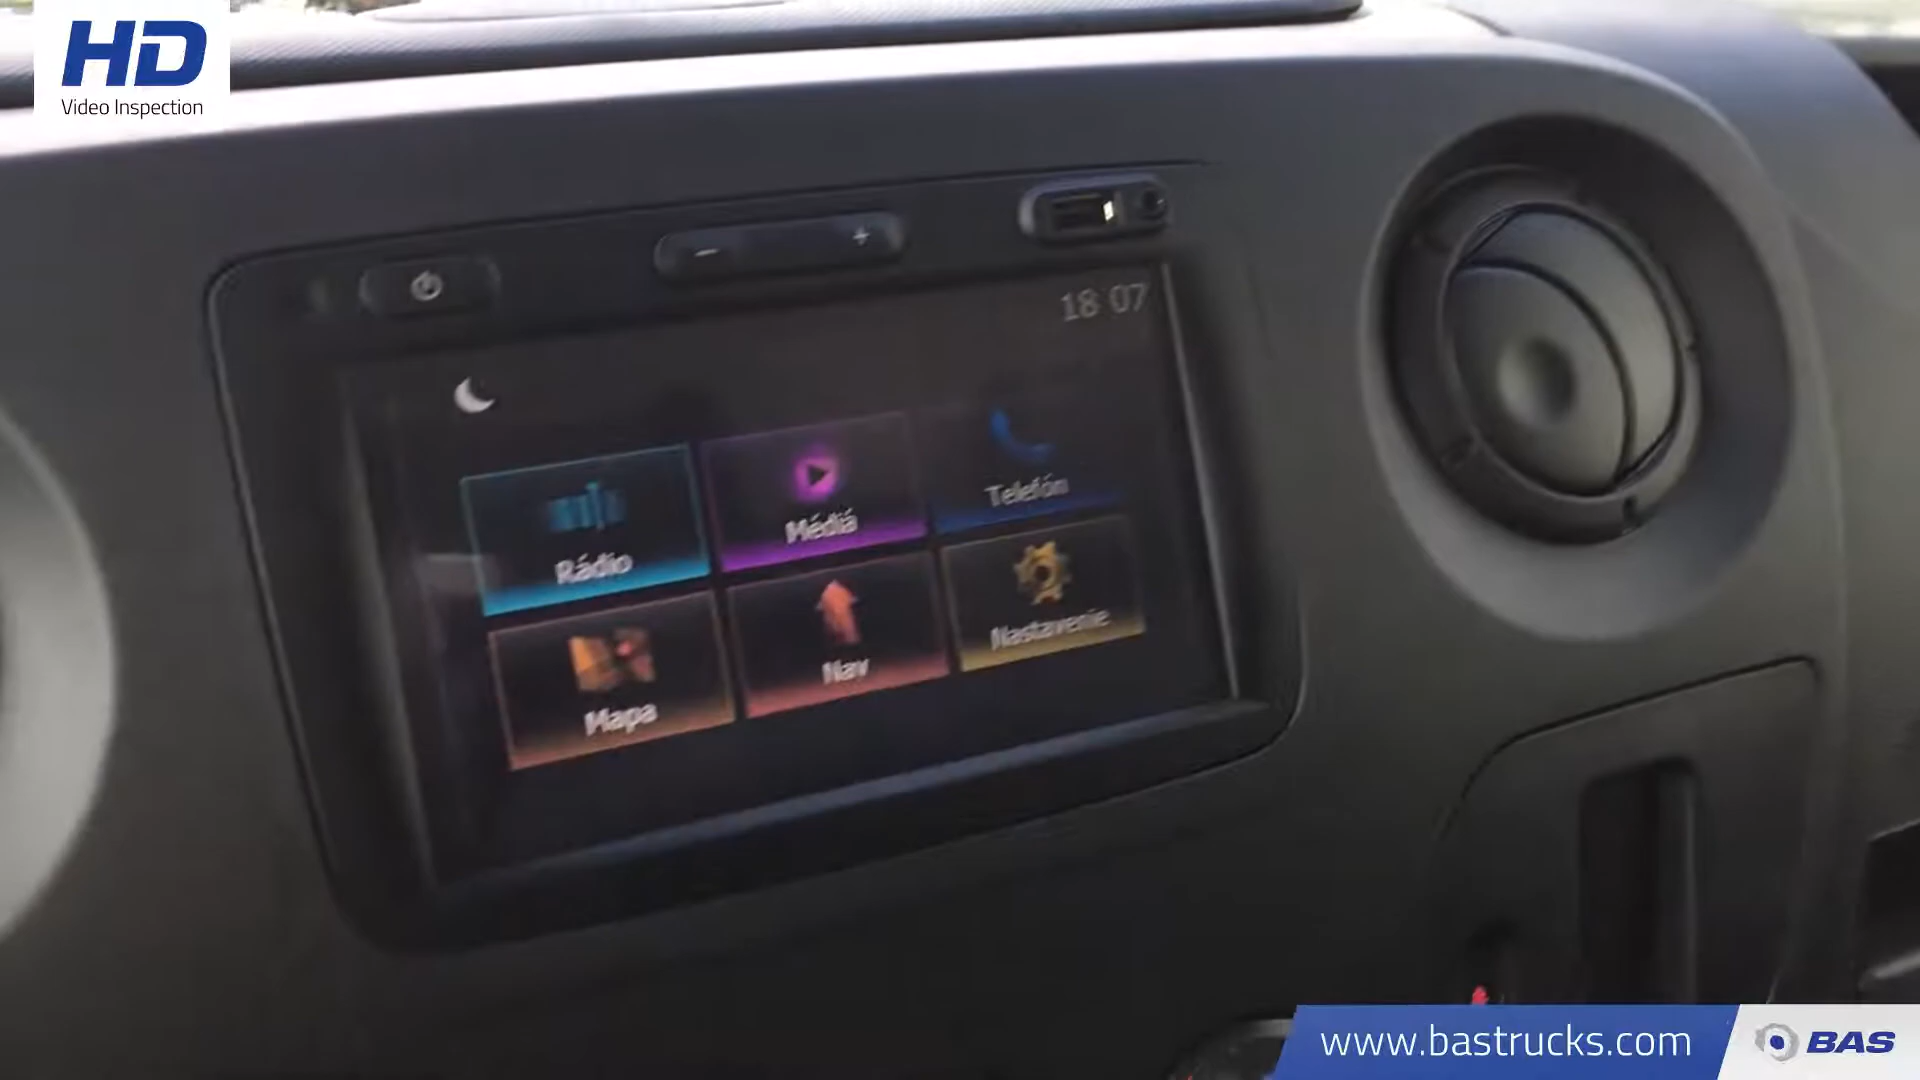 HD
Video Inspection
18 07
Rádio
Médiá
Telefón
Mapa
Nav
Nastavenie
www.bastrucks.com
BAS